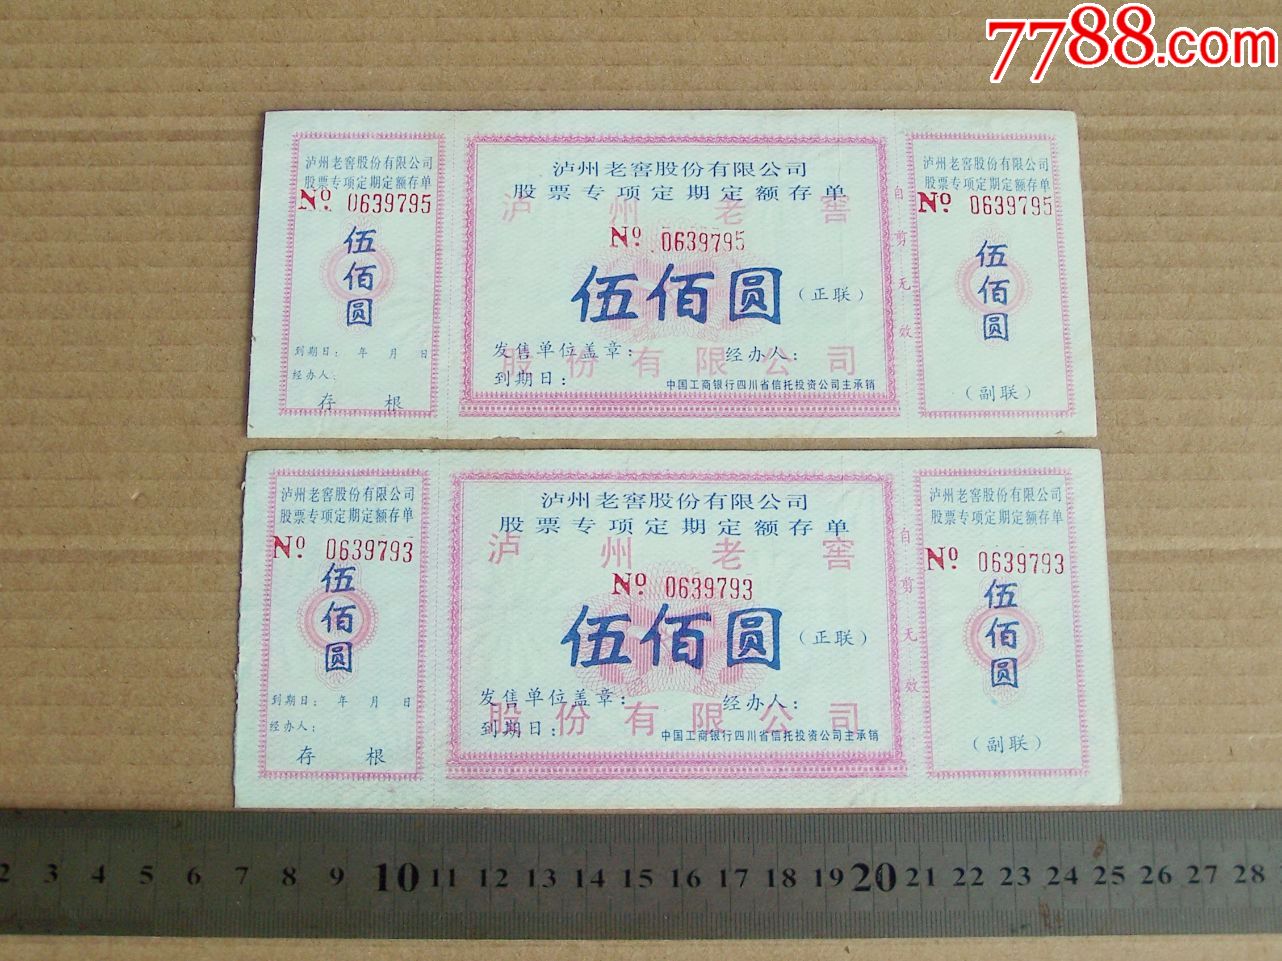 7788.com
泸州老窖股份有限公司
股票专项定期定额存单
No. 0639795
伍佰圆
到期日: 年 月 日
经办人:
存 根
泸州老窖股份有限公司
股票专项定期定额存单
泸州老窖
No. 0639795
伍佰圆(正联)
发售单位盖章: 经办人:
股份有限公司
到期日:
中国工商银行四川省信托投资公司主承销
自剪无效
泸州老窖股份有限公司
股票专项定期定额存单
No. 0639795
伍佰圆
(副联)
泸州老窖股份有限公司
股票专项定期定额存单
No. 0639793
伍佰圆
到期日: 年 月 日
经办人:
存 根
泸州老窖股份有限公司
股票专项定期定额存单
泸州老窖
No. 0639793
伍佰圆(正联)
发售单位盖章: 经办人:
股份有限公司
到期日:
中国工商银行四川省信托投资公司主承销
自剪无效
泸州老窖股份有限公司
股票专项定期定额存单
No. 0639793
伍佰圆
(副联)
2 3 4 5 6 7 8 9 10 11 12 13 14 15 16 17 18 19 20 21 22 23 24 25 26 27 28